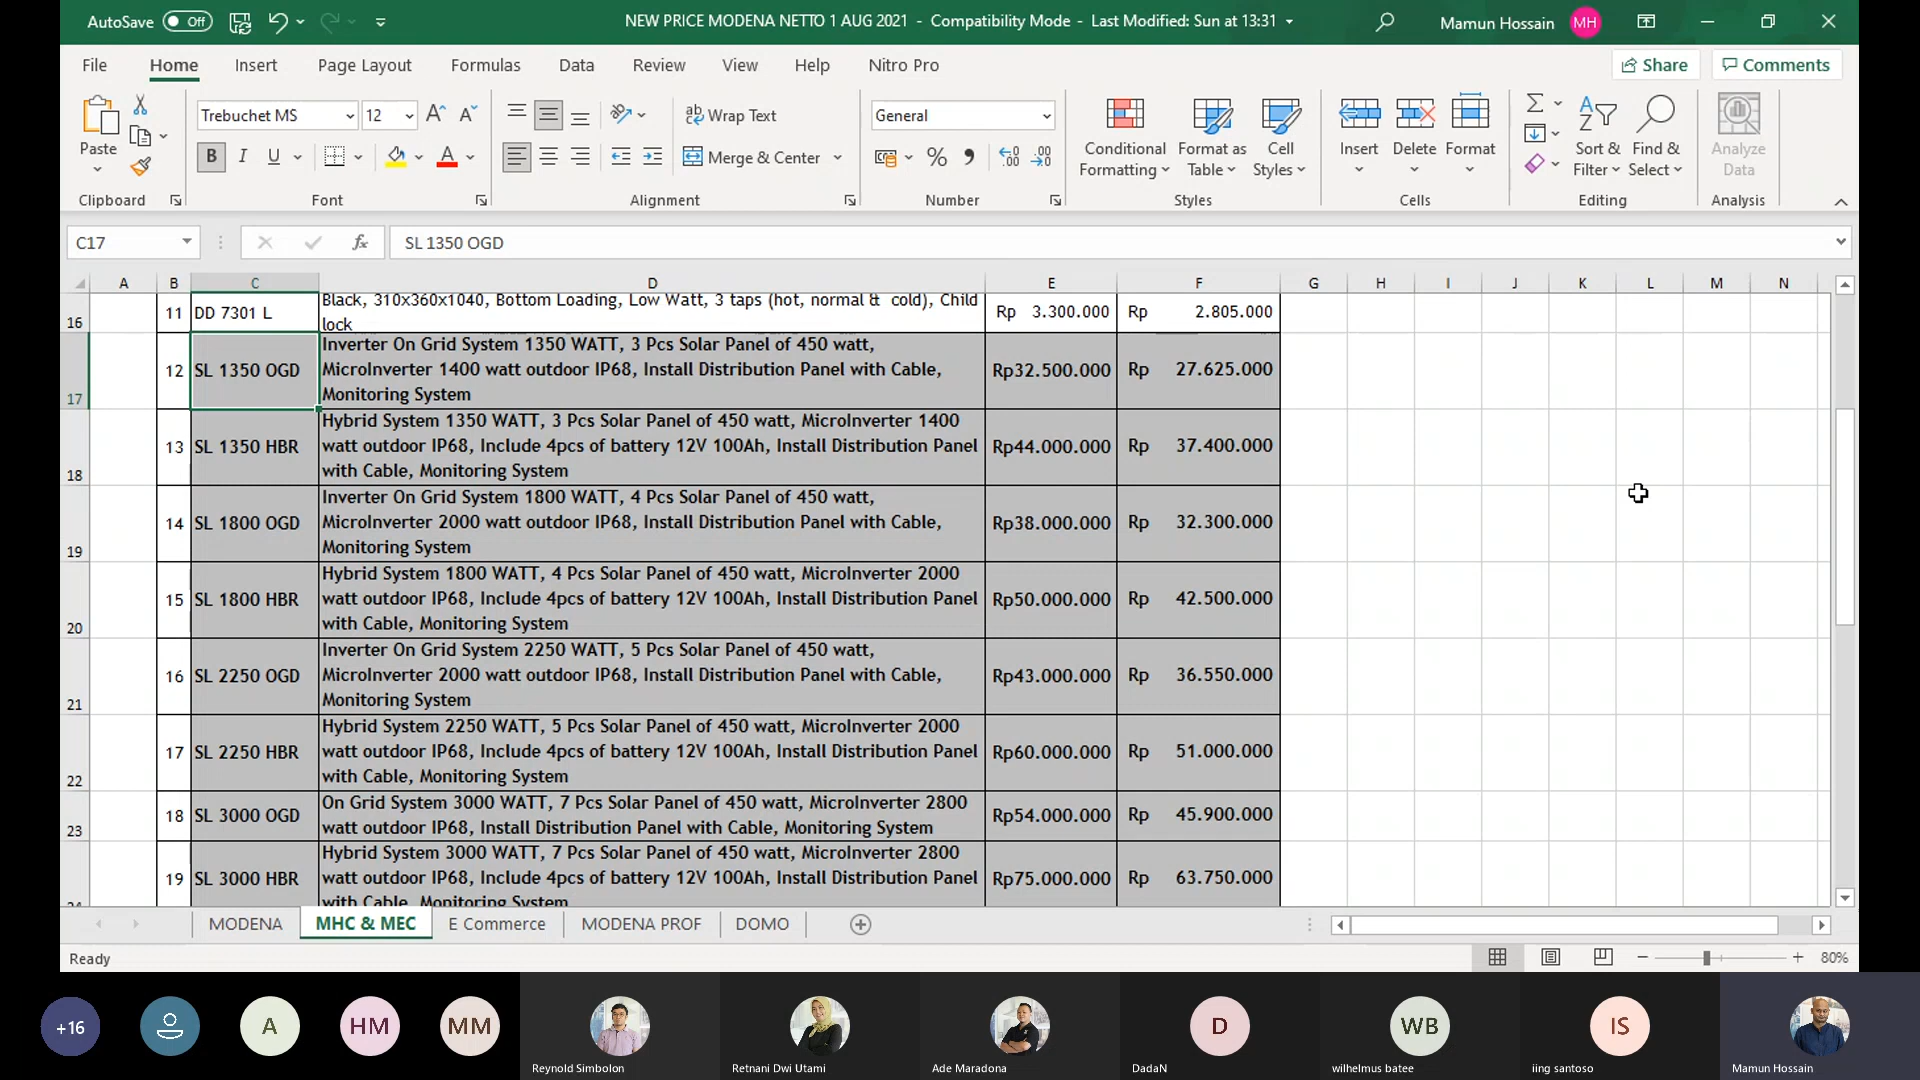 AutoSave Off
NEW PRICE MODENA NETTO 1 AUG 2021 - Compatibility Mode - Last Modified: Sun at 13:31
Mamun Hossain MH
File Home Insert Page Layout Formulas Data Review View Help Nitro Pro Share Comments
Trebuchet MS 12 A A ab Wrap Text General
Paste B I U A Merge & Center % ,
Conditional Formatting Format as Table Cell Styles Insert Delete Format Sort & Filter Find & Select Analyze Data
Clipboard Font Alignment Number Styles Cells Editing Analysis
C17 fx SL 1350 OGD
A B C D E F G H I J K L M N
16 11 DD 7301 L Black, 310x360x1040, Bottom Loading, Low Watt, 3 taps (hot, normal & cold), Child
lock Rp 3.300.000 Rp 2.805.000
17 12 SL 1350 OGD Inverter On Grid System 1350 WATT, 3 Pcs Solar Panel of 450 watt,
MicroInverter 1400 watt outdoor IP68, Install Distribution Panel with Cable,
Monitoring System Rp32.500.000 Rp 27.625.000
18 13 SL 1350 HBR Hybrid System 1350 WATT, 3 Pcs Solar Panel of 450 watt, MicroInverter 1400
watt outdoor IP68, Include 4pcs of battery 12V 100Ah, Install Distribution Panel
with Cable, Monitoring System Rp44.000.000 Rp 37.400.000
19 14 SL 1800 OGD Inverter On Grid System 1800 WATT, 4 Pcs Solar Panel of 450 watt,
MicroInverter 2000 watt outdoor IP68, Install Distribution Panel with Cable,
Monitoring System Rp38.000.000 Rp 32.300.000
20 15 SL 1800 HBR Hybrid System 1800 WATT, 4 Pcs Solar Panel of 450 watt, MicroInverter 2000
watt outdoor IP68, Include 4pcs of battery 12V 100Ah, Install Distribution Panel
with Cable, Monitoring System Rp50.000.000 Rp 42.500.000
21 16 SL 2250 OGD Inverter On Grid System 2250 WATT, 5 Pcs Solar Panel of 450 watt,
MicroInverter 2000 watt outdoor IP68, Install Distribution Panel with Cable,
Monitoring System Rp43.000.000 Rp 36.550.000
22 17 SL 2250 HBR Hybrid System 2250 WATT, 5 Pcs Solar Panel of 450 watt, MicroInverter 2000
watt outdoor IP68, Include 4pcs of battery 12V 100Ah, Install Distribution Panel
with Cable, Monitoring System Rp60.000.000 Rp 51.000.000
23 18 SL 3000 OGD On Grid System 3000 WATT, 7 Pcs Solar Panel of 450 watt, MicroInverter 2800
watt outdoor IP68, Install Distribution Panel with Cable, Monitoring System Rp54.000.000 Rp 45.900.000
24 19 SL 3000 HBR Hybrid System 3000 WATT, 7 Pcs Solar Panel of 450 watt, MicroInverter 2800
watt outdoor IP68, Include 4pcs of battery 12V 100Ah, Install Distribution Panel
with Cable, Monitoring System Rp75.000.000 Rp 63.750.000
MODENA MHC & MEC E Commerce MODENA PROF DOMO
Ready 80%
+16 A HM MM D WB IS
Reynold Simbolon Retnani Dwi Utami Ade Maradona DadaN wilhelmus batee iing santoso Mamun Hossain